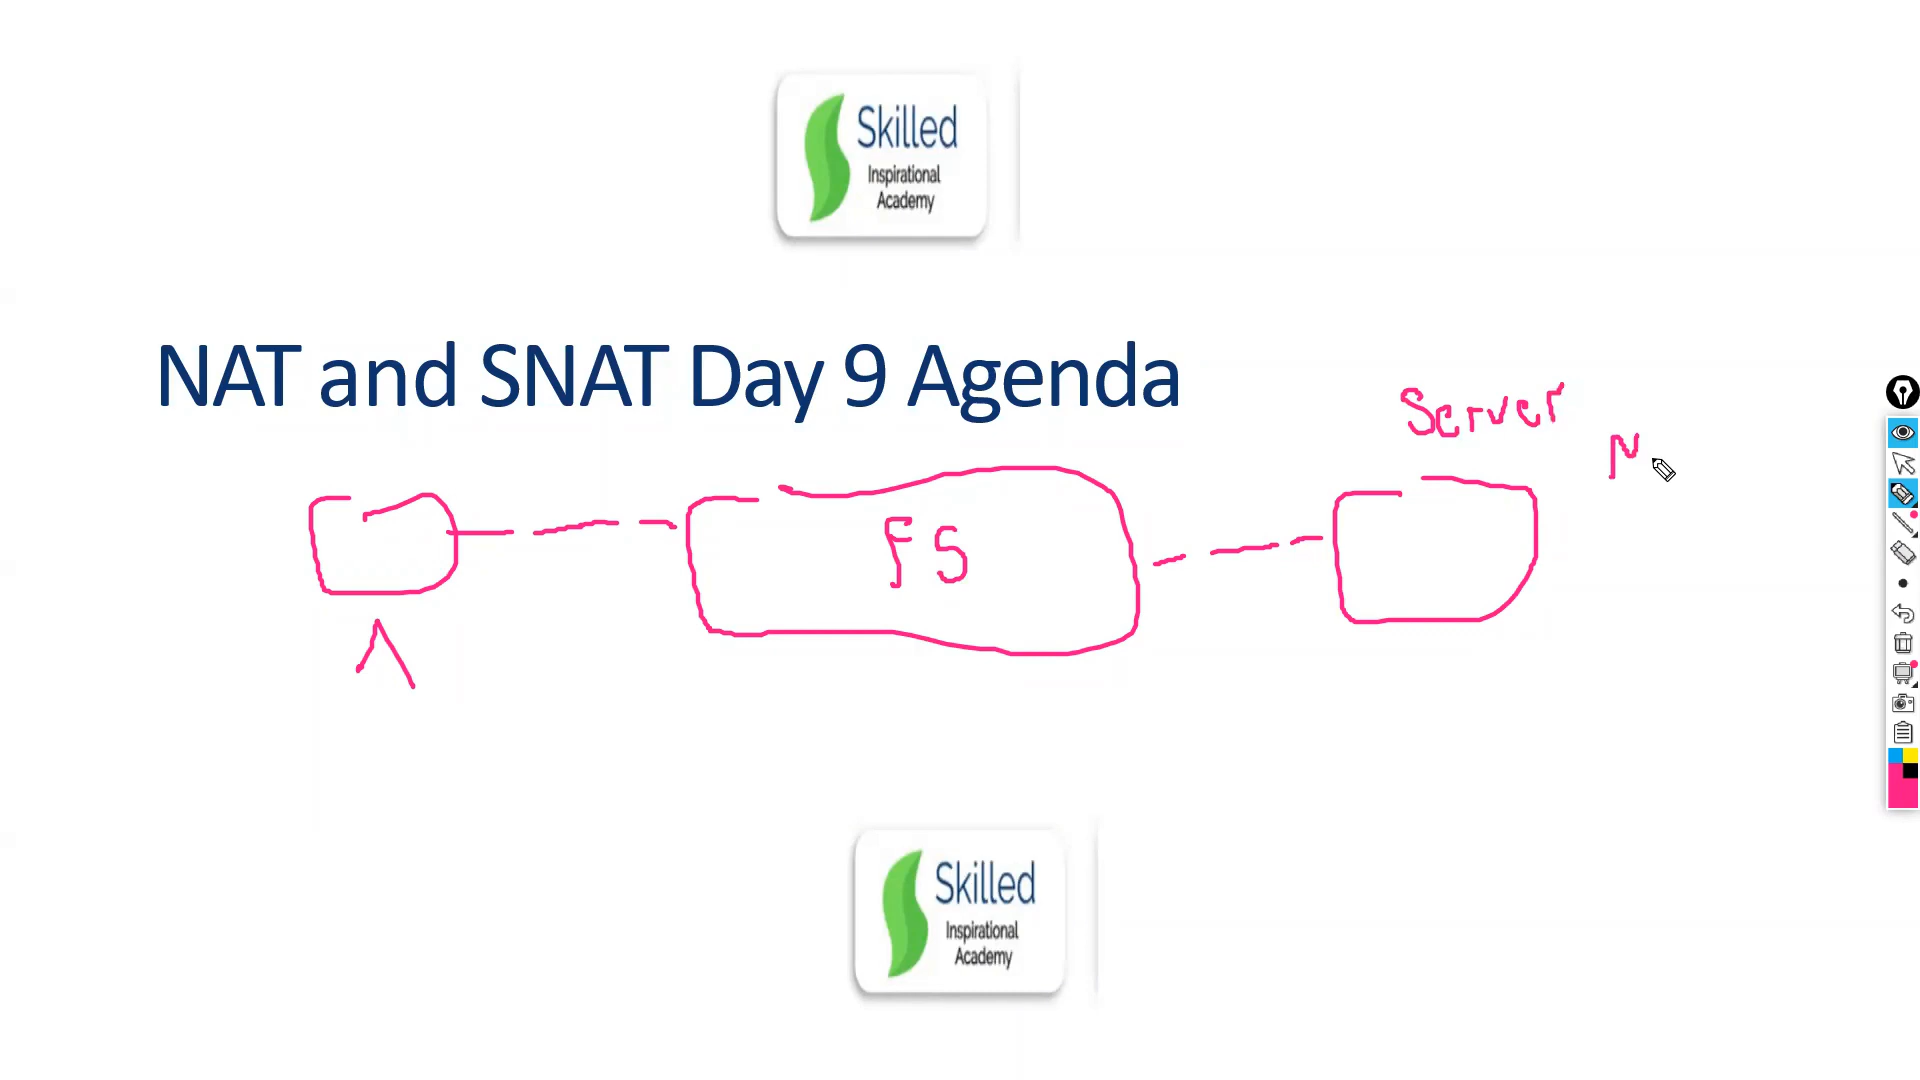 Skilled
Inspirational
Academy
NAT and SNAT Day 9 Agenda
Server
N
F5
Skilled
Inspirational
Academy